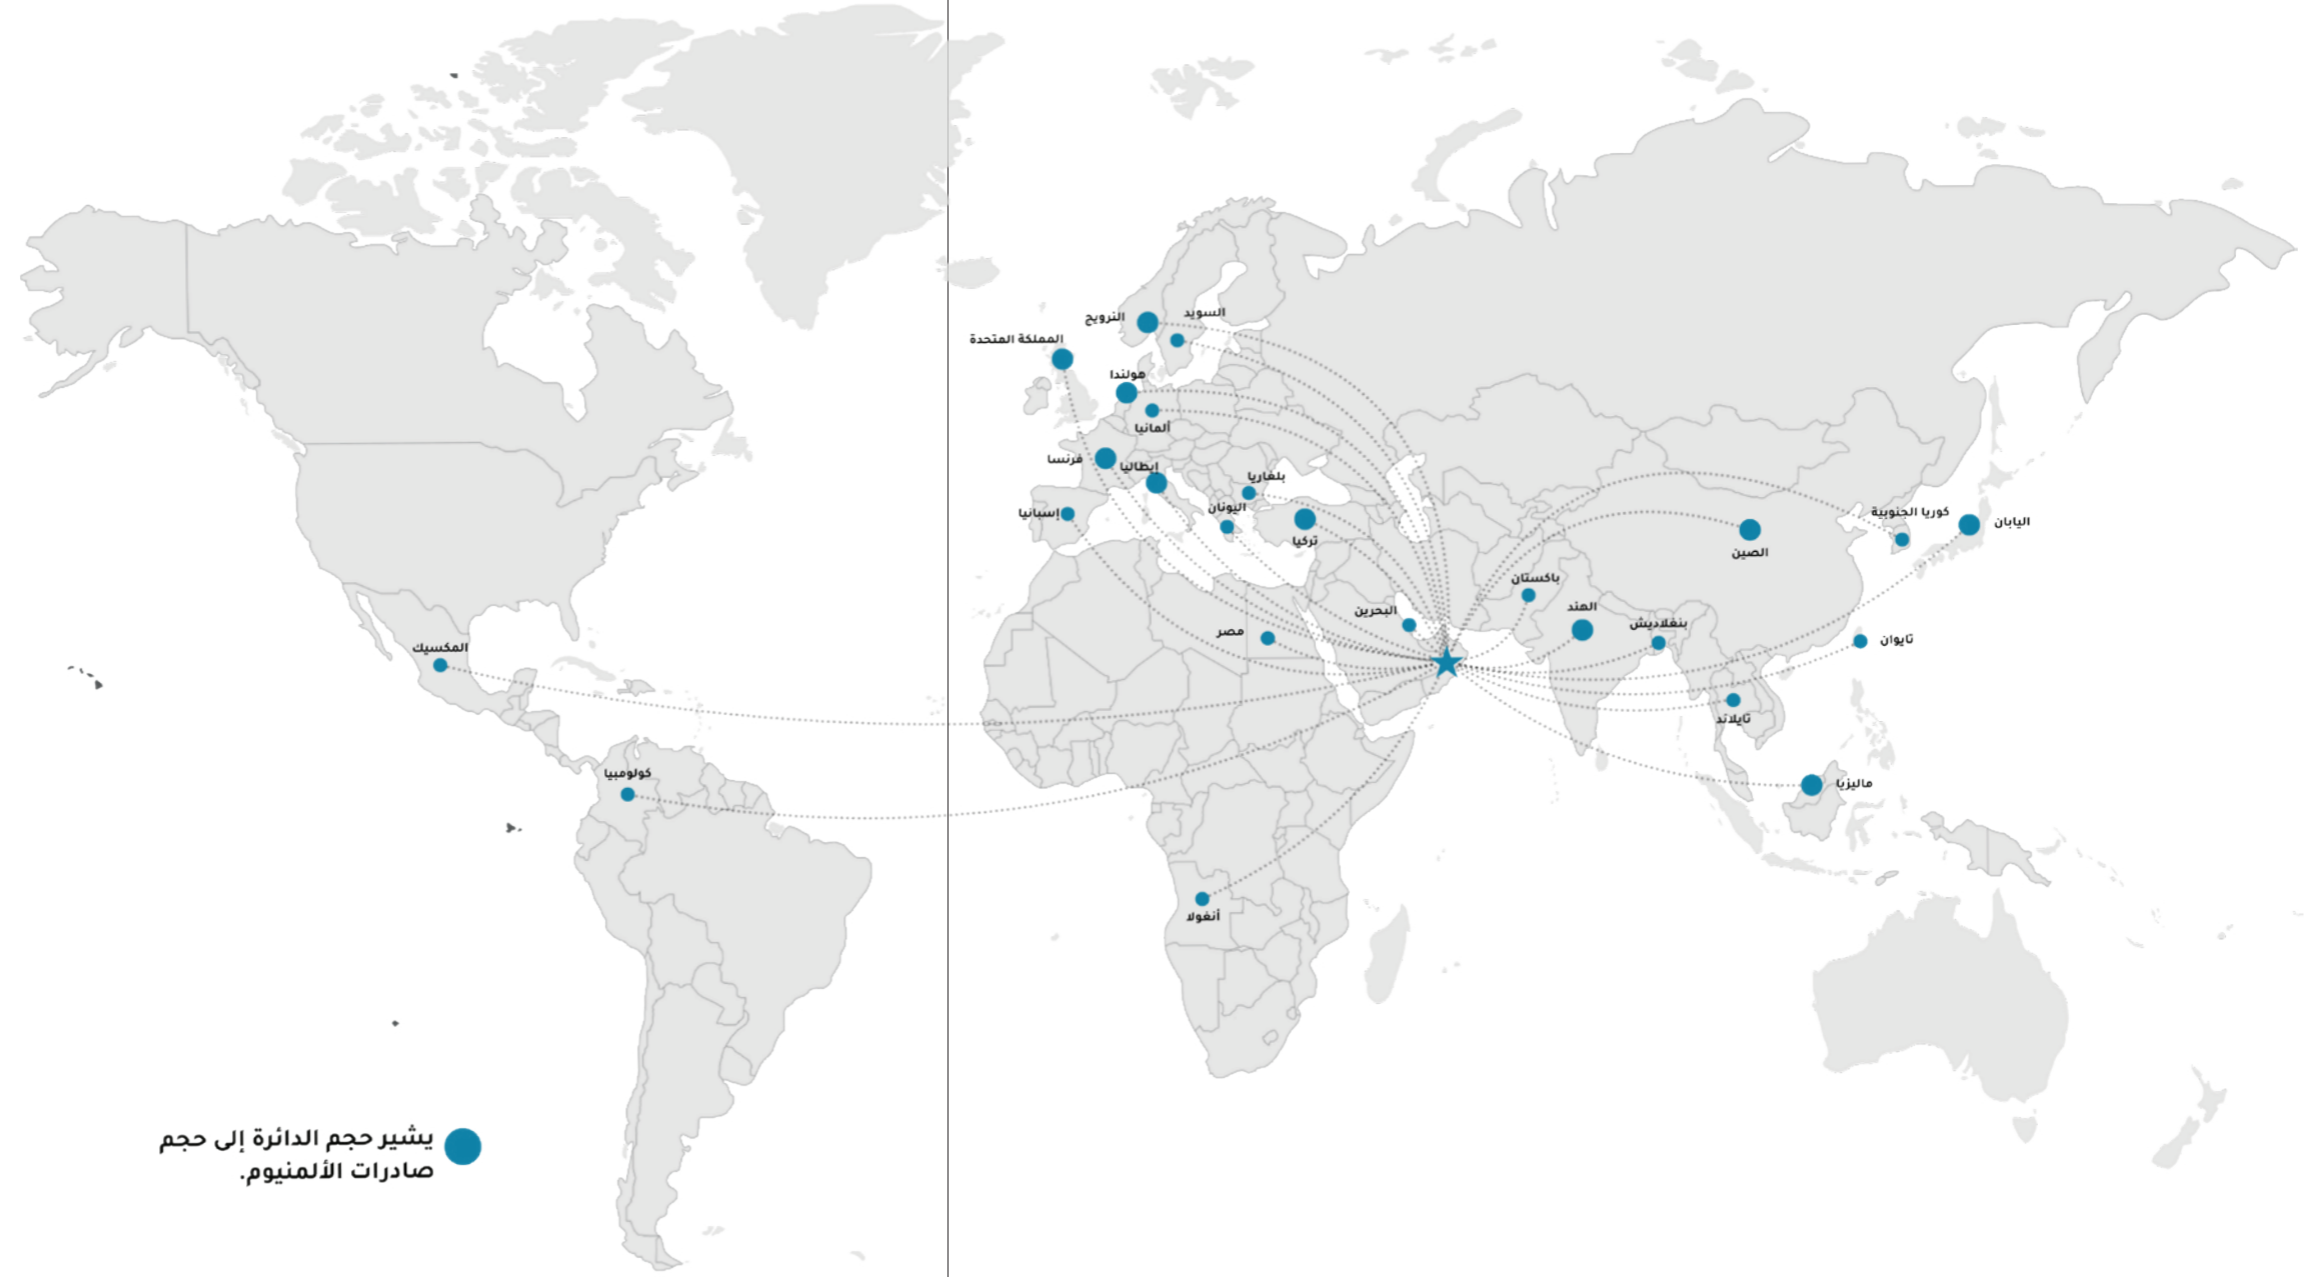 السويد
النرويج
المملكة المتحدة
هولندا
ألمانيا
فرنسا
إيطاليا
بلغاريا
إسبانيا
اليونان
تركيا
كوريا الجنوبية
اليابان
الصين
باكستان
البحرين
الهند
بنغلاديش
مصر
تايوان
المكسيك
تايلاند
كولومبيا
ماليزيا
أنغولا
يشير حجم الدائرة إلى حجم
صادرات الألمنيوم.